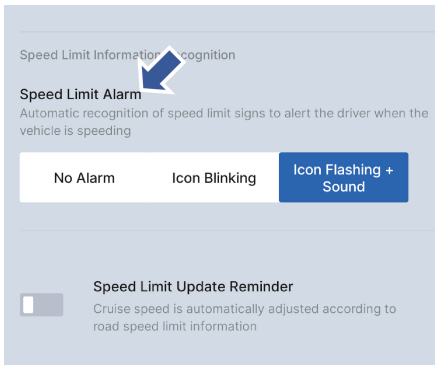 Speed Limit Information Recognition
Speed Limit Alarm
Automatic recognition of speed limit signs to alert the driver when the
vehicle is speeding
No Alarm
Icon Blinking
Icon Flashing +
Sound
Speed Limit Update Reminder
Cruise speed is automatically adjusted according to
road speed limit information